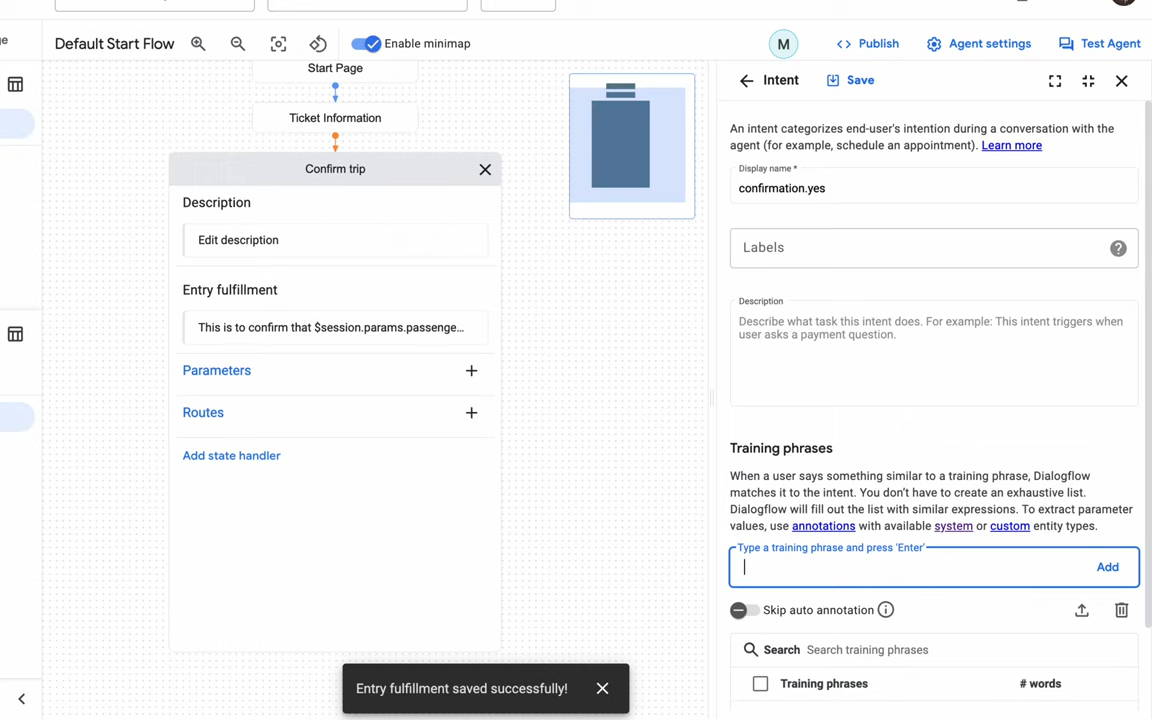 Default Start Flow
Enable minimap
M
Publish
Agent settings
Test Agent
Start Page
Ticket Information
Confirm trip
Description
Edit description
Entry fulfillment
This is to confirm that $session.params.passenge...
Parameters
Routes
Add state handler
Entry fulfillment saved successfully!
Intent
Save
An intent categorizes end-user's intention during a conversation with the
agent (for example, schedule an appointment). Learn more
Display name *
confirmation.yes
Labels
Description
Describe what task this intent does. For example: This intent triggers when
user asks a payment question.
Training phrases
When a user says something similar to a training phrase, Dialogflow
matches it to the intent. You don't have to create an exhaustive list.
Dialogflow will fill out the list with similar expressions. To extract parameter
values, use annotations with available system or custom entity types.
Type a training phrase and press 'Enter'
Add
Skip auto annotation
Search Search training phrases
Training phrases # words